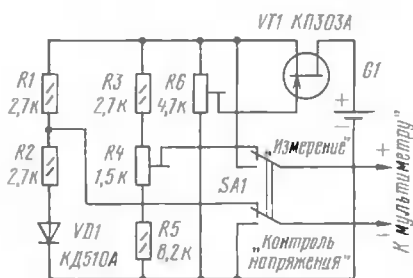 VT1 КП303А
R1
2,7к
R3
2,7к
R6
4,7к
G1
+
−
R2
2,7к
R4
1,5к
„Измерение"
SA1
+
−
К мультиметру
VD1
КД510А
R5
8,2к
„Контроль
напряжения"